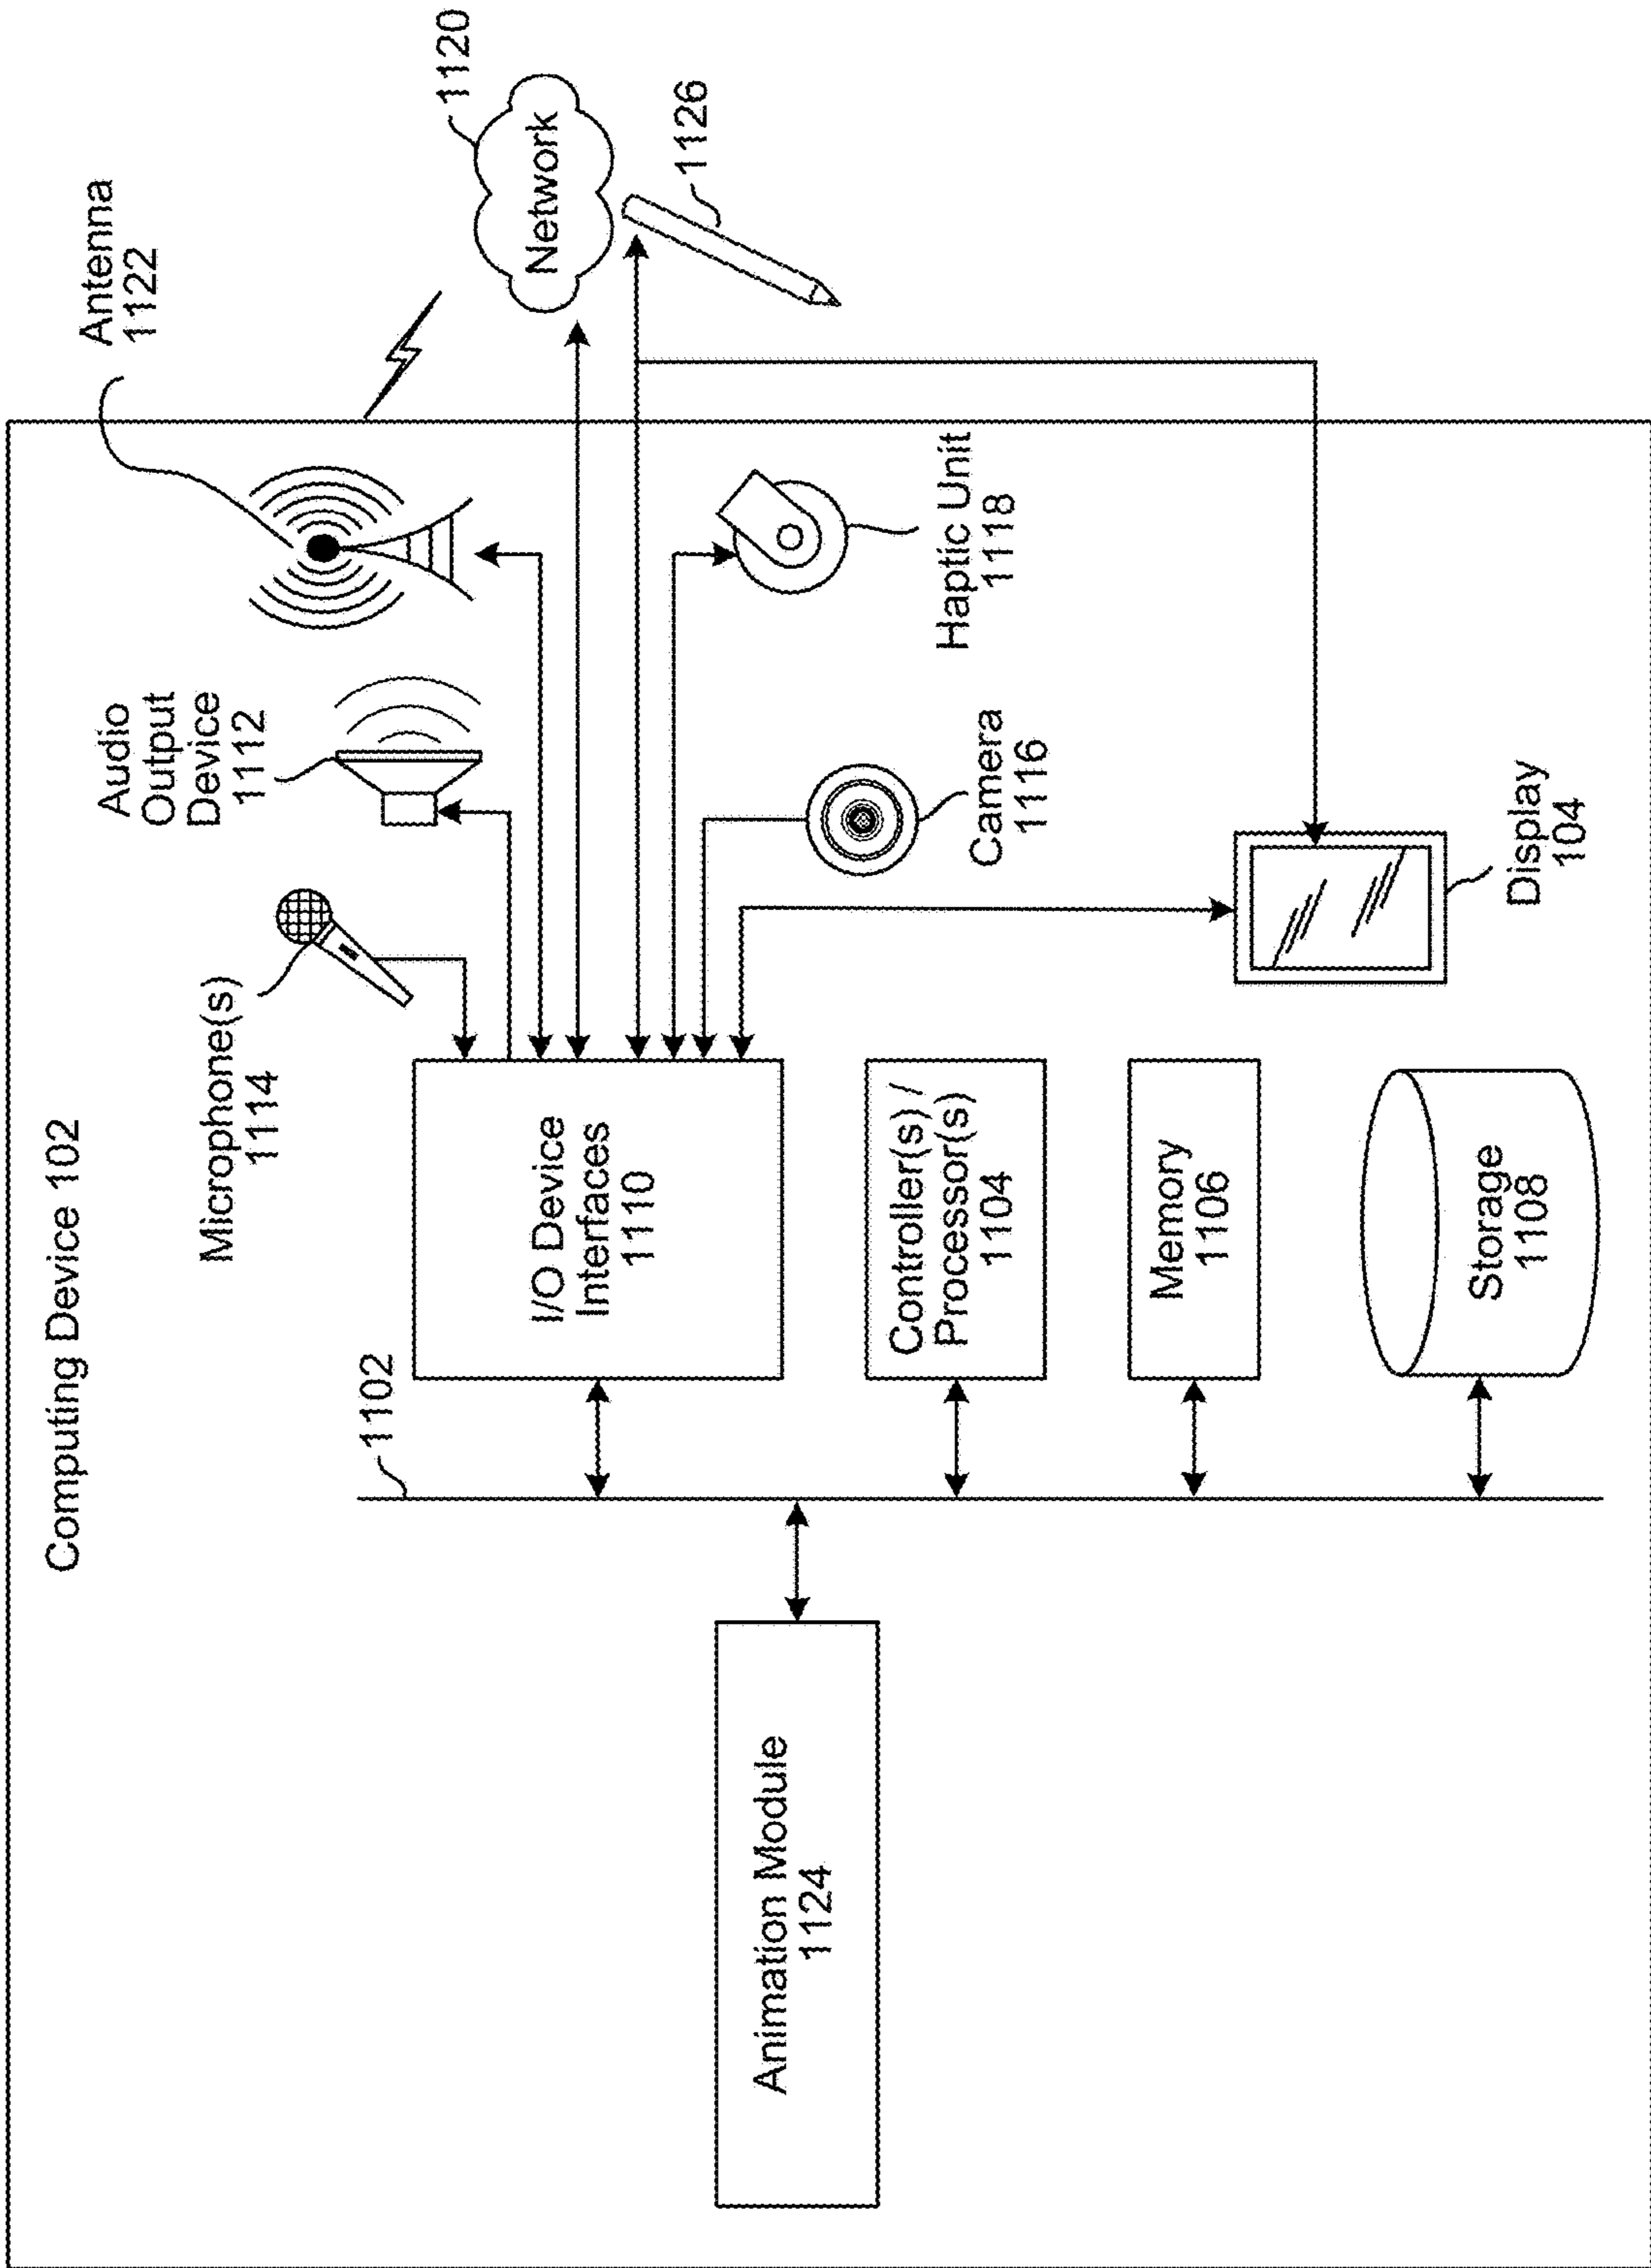 Computing Device 102
Antenna
1122
Audio
Output
Device
1112
Microphone(s)
1114
1102
1120
Network
1126
I/O Device
Interfaces
1110
Animation Module
1124
Haptic Unit
1118
Camera
1116
Controller(s) /
Processor(s)
1104
Memory
1106
Storage
1108
Display
104